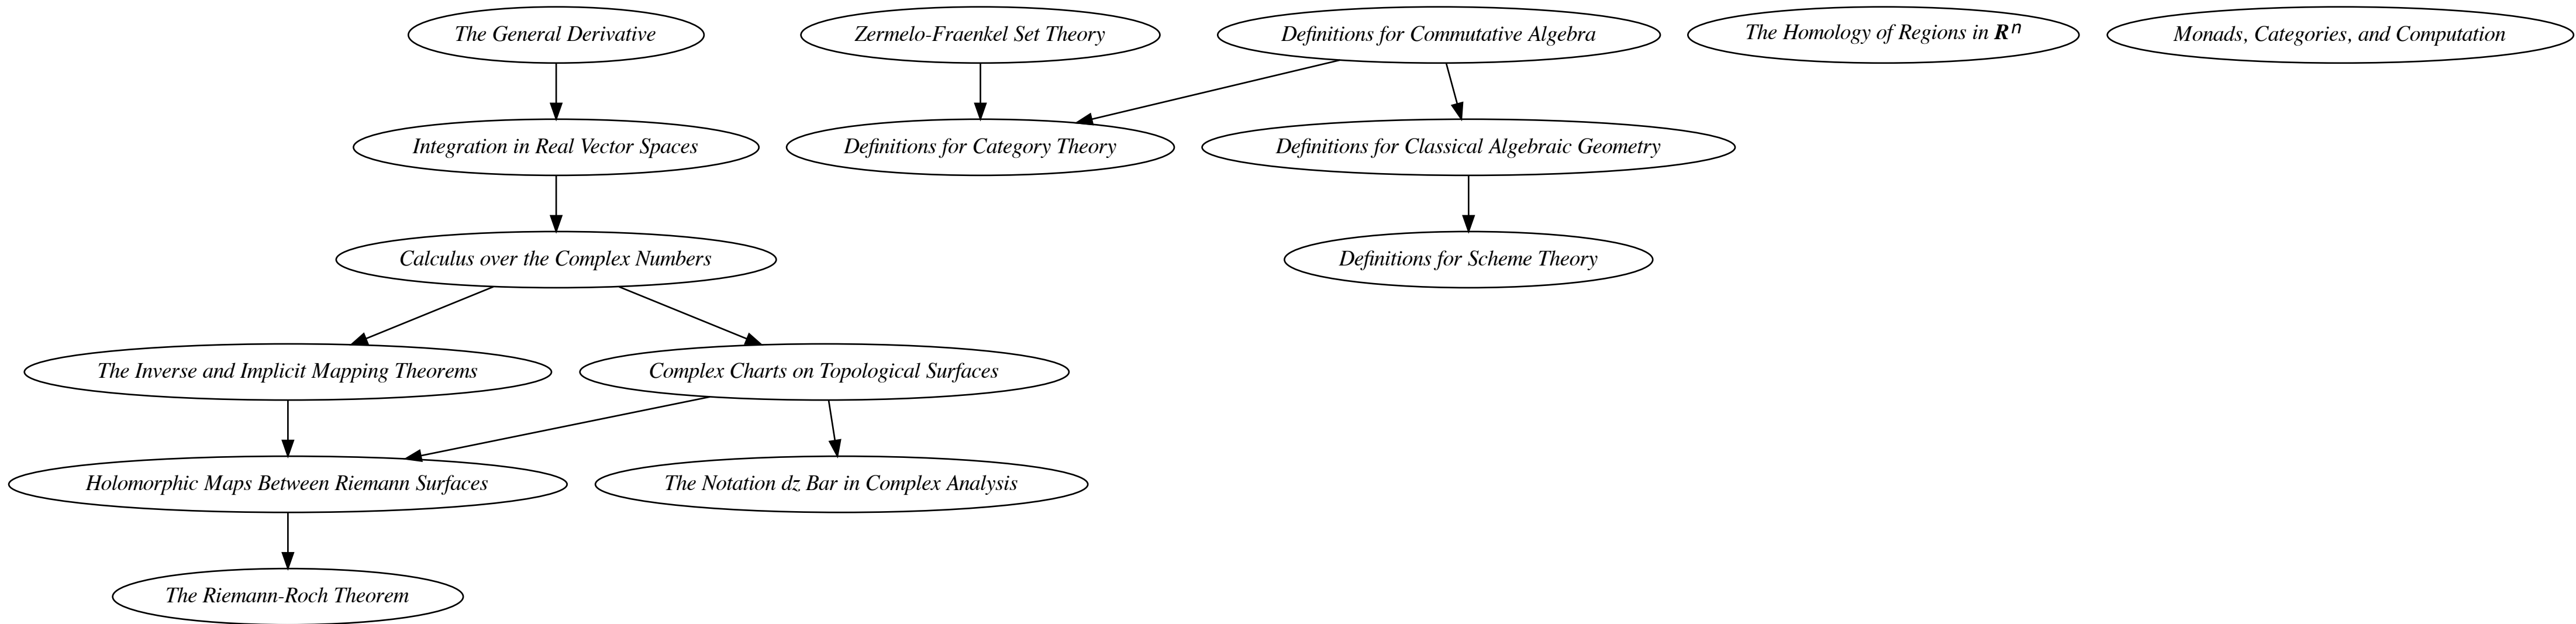 The General Derivative
Zermelo-Fraenkel Set Theory
Definitions for Commutative Algebra
The Homology of Regions in Rⁿ
Monads, Categories, and Computation
Integration in Real Vector Spaces
Definitions for Category Theory
Definitions for Classical Algebraic Geometry
Calculus over the Complex Numbers
Definitions for Scheme Theory
The Inverse and Implicit Mapping Theorems
Complex Charts on Topological Surfaces
Holomorphic Maps Between Riemann Surfaces
The Notation dz Bar in Complex Analysis
The Riemann-Roch Theorem